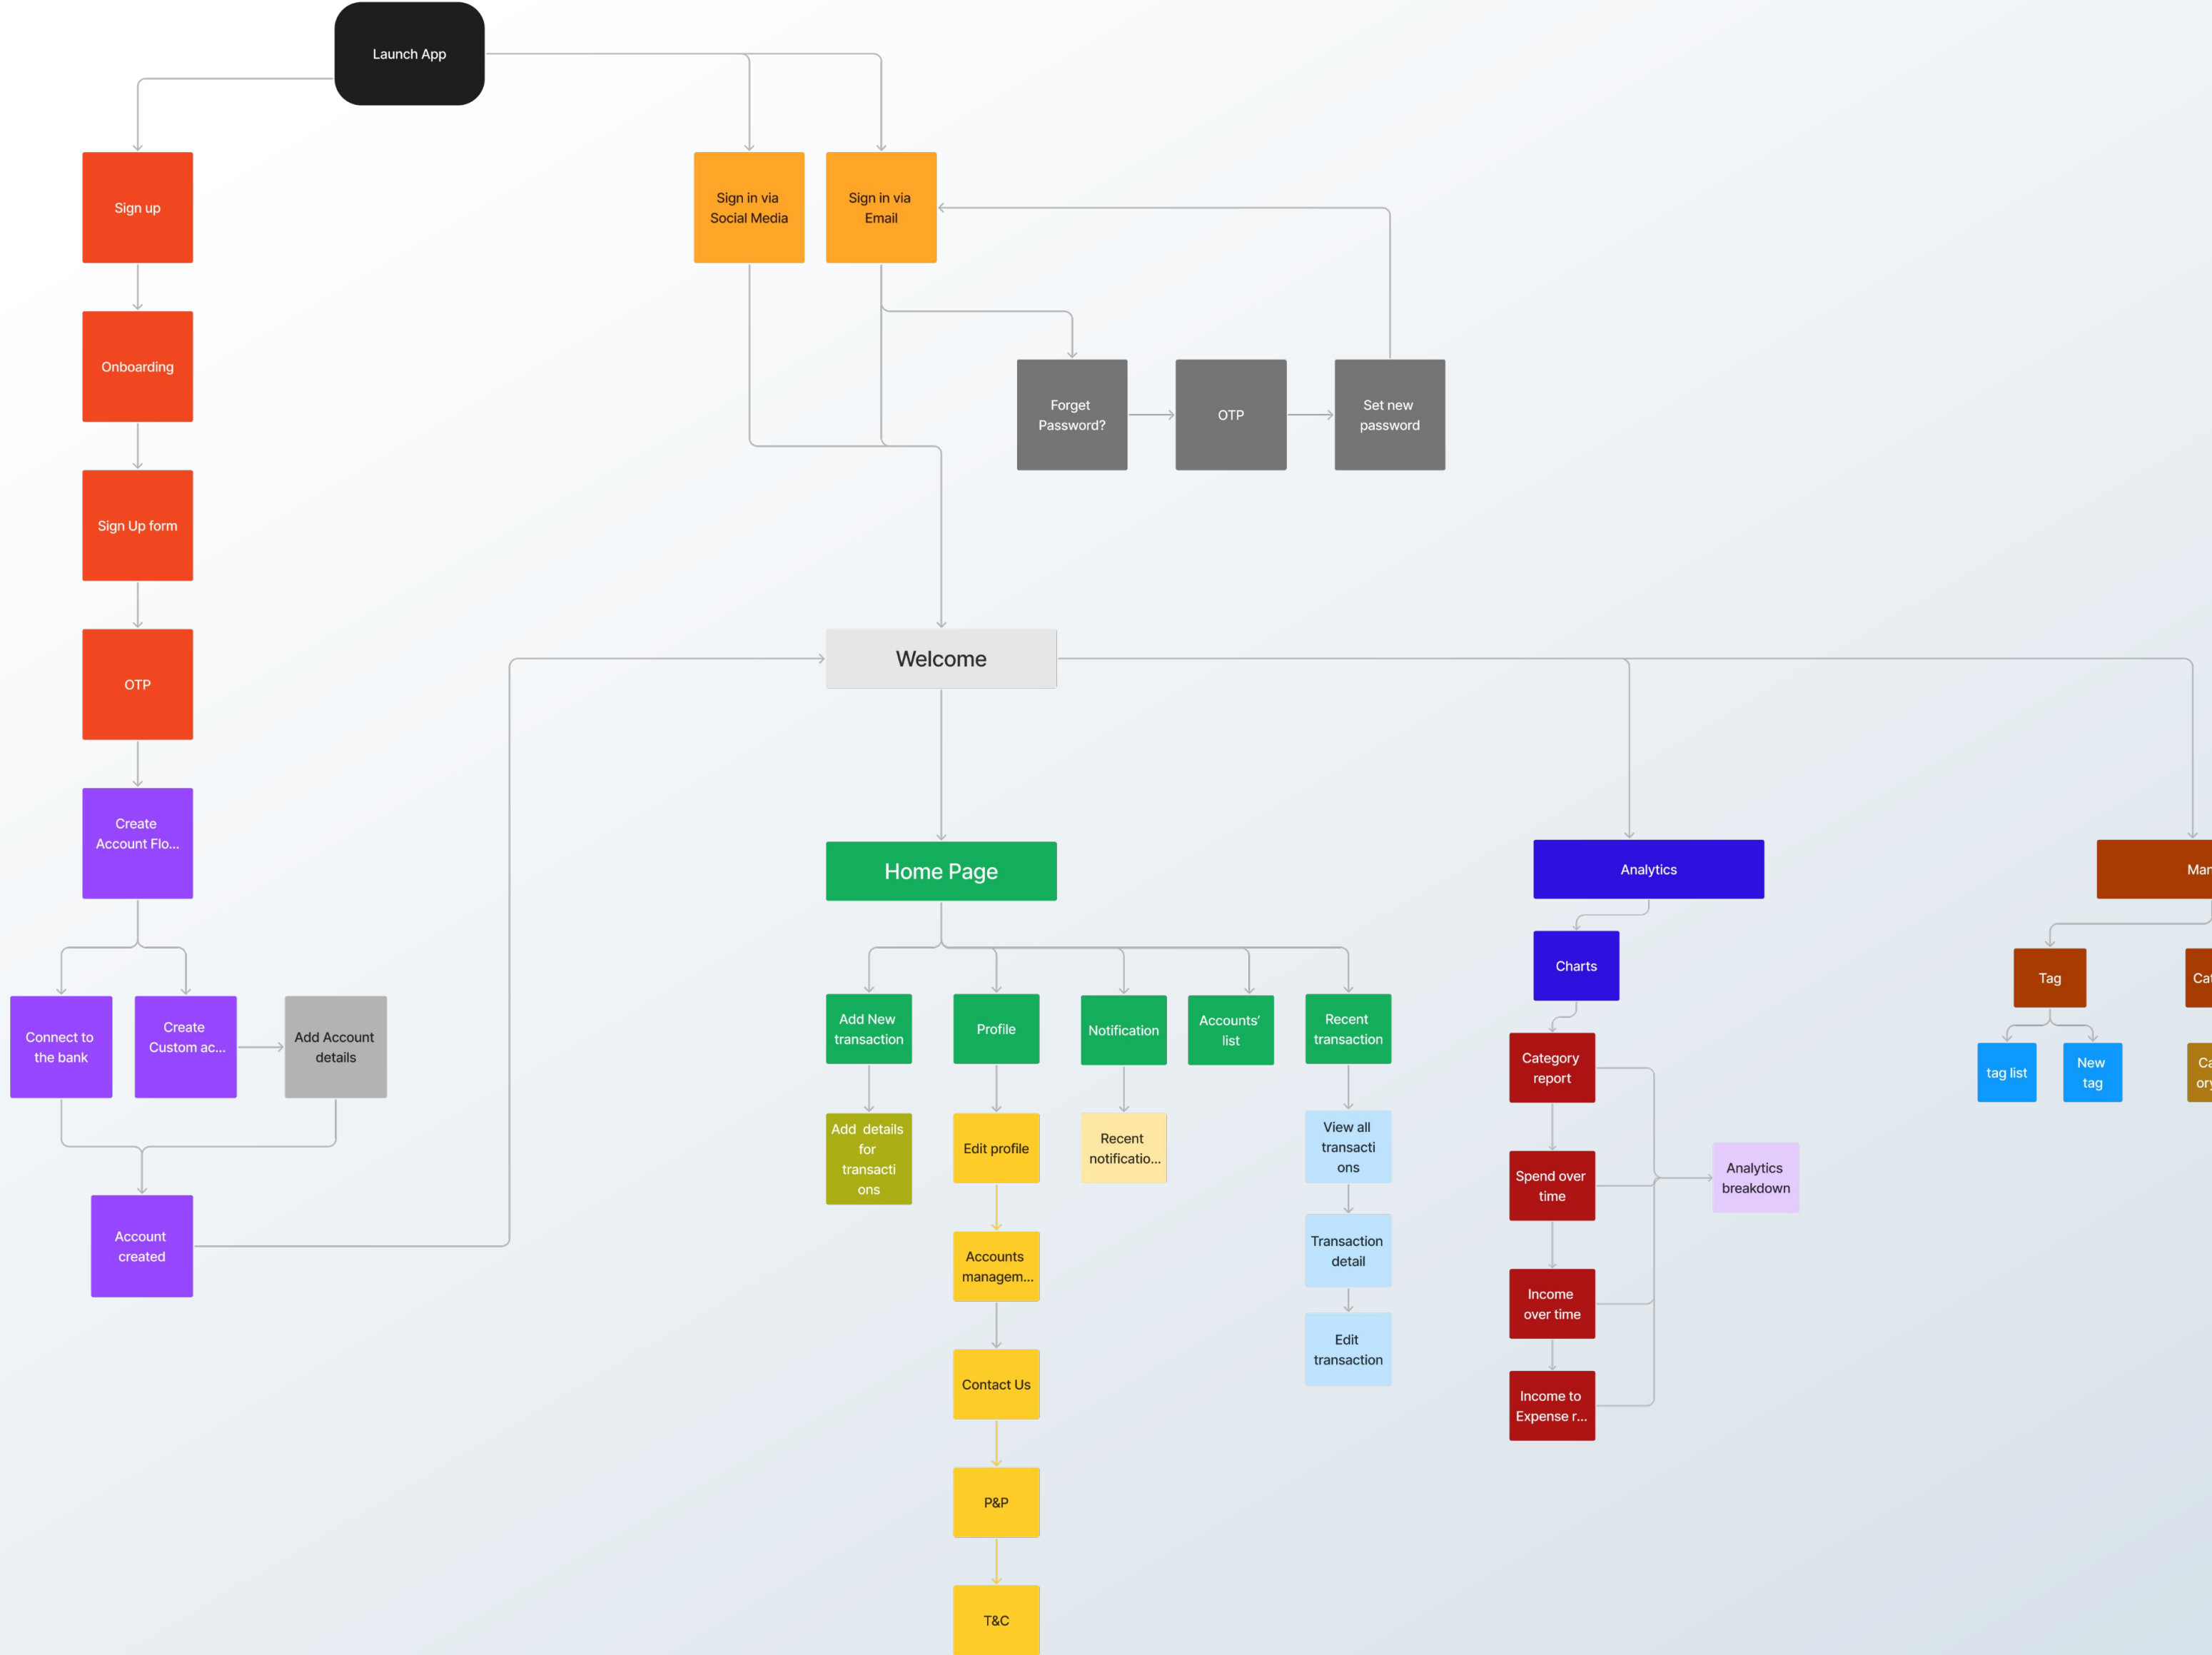 Launch App
Sign up
Sign in via
Social Media
Sign in via
Email
Onboarding
Forget
Password?
OTP
Set new
password
Sign Up form
Welcome
OTP
Create
Account Flo...
Home Page
Analytics
Man
Charts
Tag
Cat
Connect to
the bank
Create
Custom ac...
Add Account
details
Add New
transaction
Profile
Notification
Accounts’
list
Recent
transaction
Category
report
tag list
New
tag
Ca
ory
Add  details
for
transacti
ons
Edit profile
Recent
notificatio...
View all
transacti
ons
Spend over
time
Analytics
breakdown
Account
created
Accounts
managem...
Transaction
detail
Income
over time
Edit
transaction
Contact Us
Income to
Expense r...
P&P
T&C